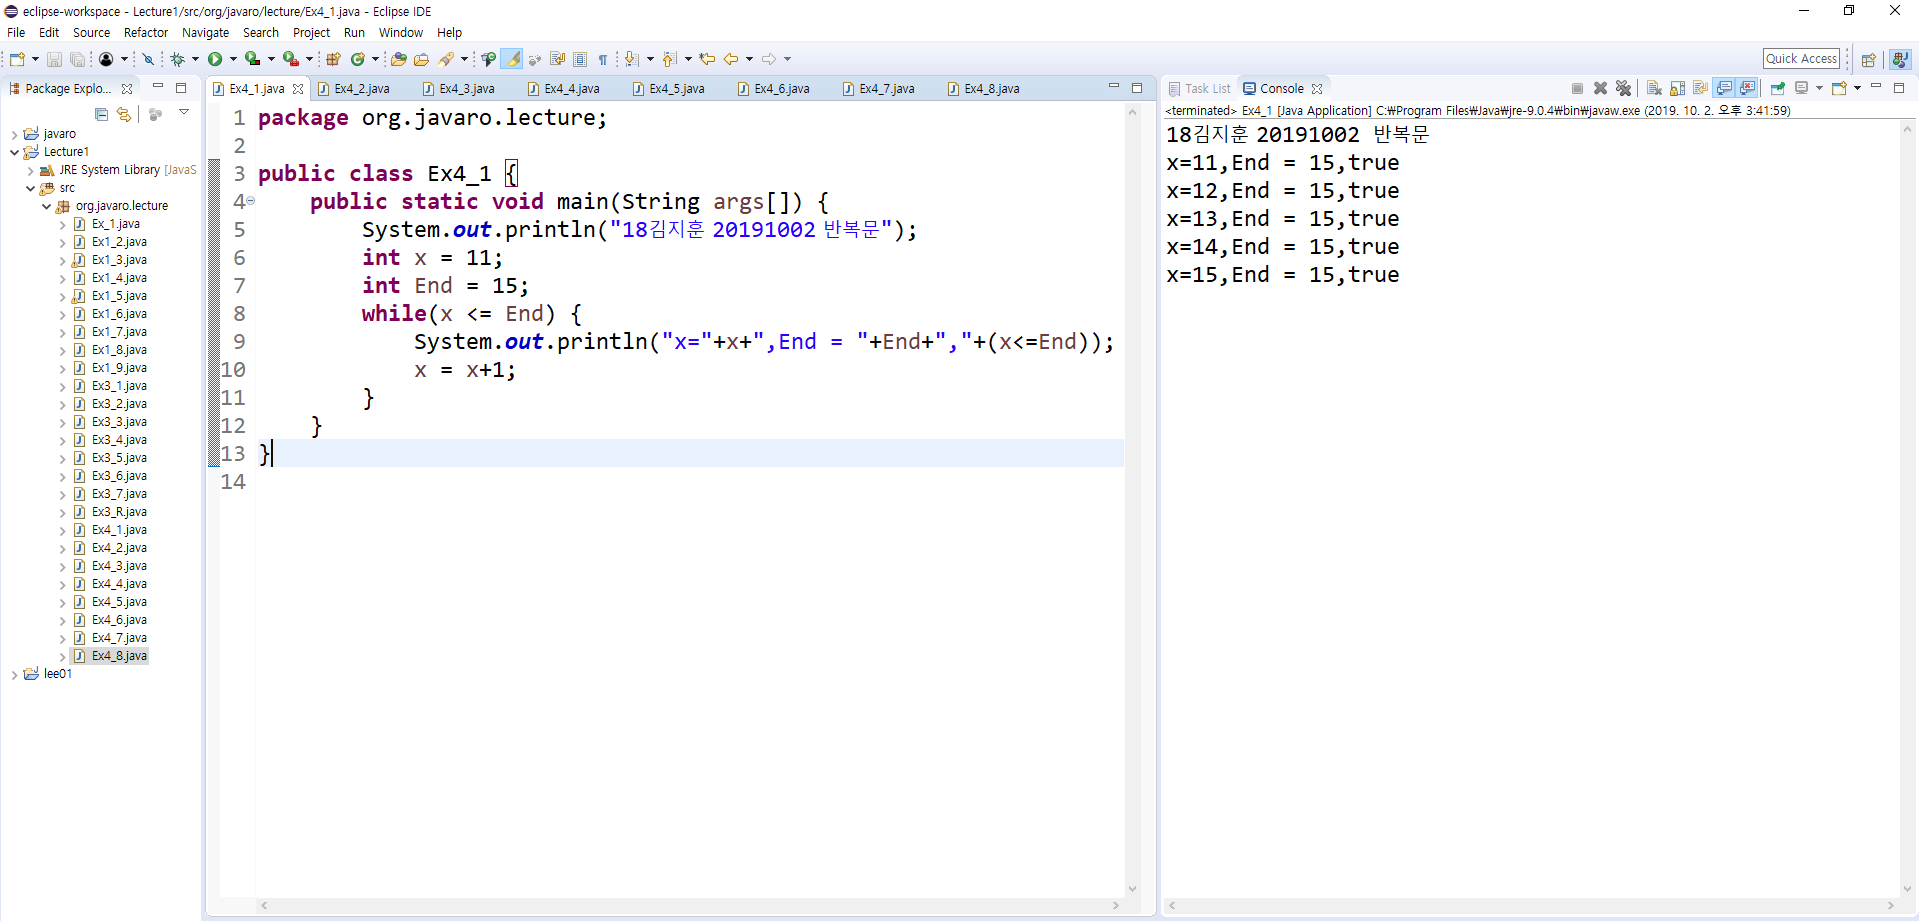 eclipse-workspace - Lecture1/src/org/javaro/lecture/Ex4_1.java - Eclipse IDE
File Edit Source Refactor Navigate Search Project Run Window Help
Quick Access
Package Explo...
javaro
Lecture1
JRE System Library [JavaS
src
org.javaro.lecture
Ex_1.java
Ex1_2.java
Ex1_3.java
Ex1_4.java
Ex1_5.java
Ex1_6.java
Ex1_7.java
Ex1_8.java
Ex1_9.java
Ex3_1.java
Ex3_2.java
Ex3_3.java
Ex3_4.java
Ex3_5.java
Ex3_6.java
Ex3_7.java
Ex3_R.java
Ex4_1.java
Ex4_2.java
Ex4_3.java
Ex4_4.java
Ex4_5.java
Ex4_6.java
Ex4_7.java
Ex4_8.java
lee01
Ex4_1.java Ex4_2.java Ex4_3.java Ex4_4.java Ex4_5.java Ex4_6.java Ex4_7.java Ex4_8.java
1 package org.javaro.lecture;
2
3 public class Ex4_1 {
4 public static void main(String args[]) {
5 System.out.println("18김지훈 20191002 반복문");
6 int x = 11;
7 int End = 15;
8 while(x <= End) {
9 System.out.println("x="+x+",End = "+End+","+(x<=End));
10 x = x+1;
11 }
12 }
13 }
14
Task List Console
<terminated> Ex4_1 [Java Application] C:₩Program Files₩Java₩jre-9.0.4₩bin₩javaw.exe (2019. 10. 2. 오후 3:41:59)
18김지훈 20191002 반복문
x=11,End = 15,true
x=12,End = 15,true
x=13,End = 15,true
x=14,End = 15,true
x=15,End = 15,true